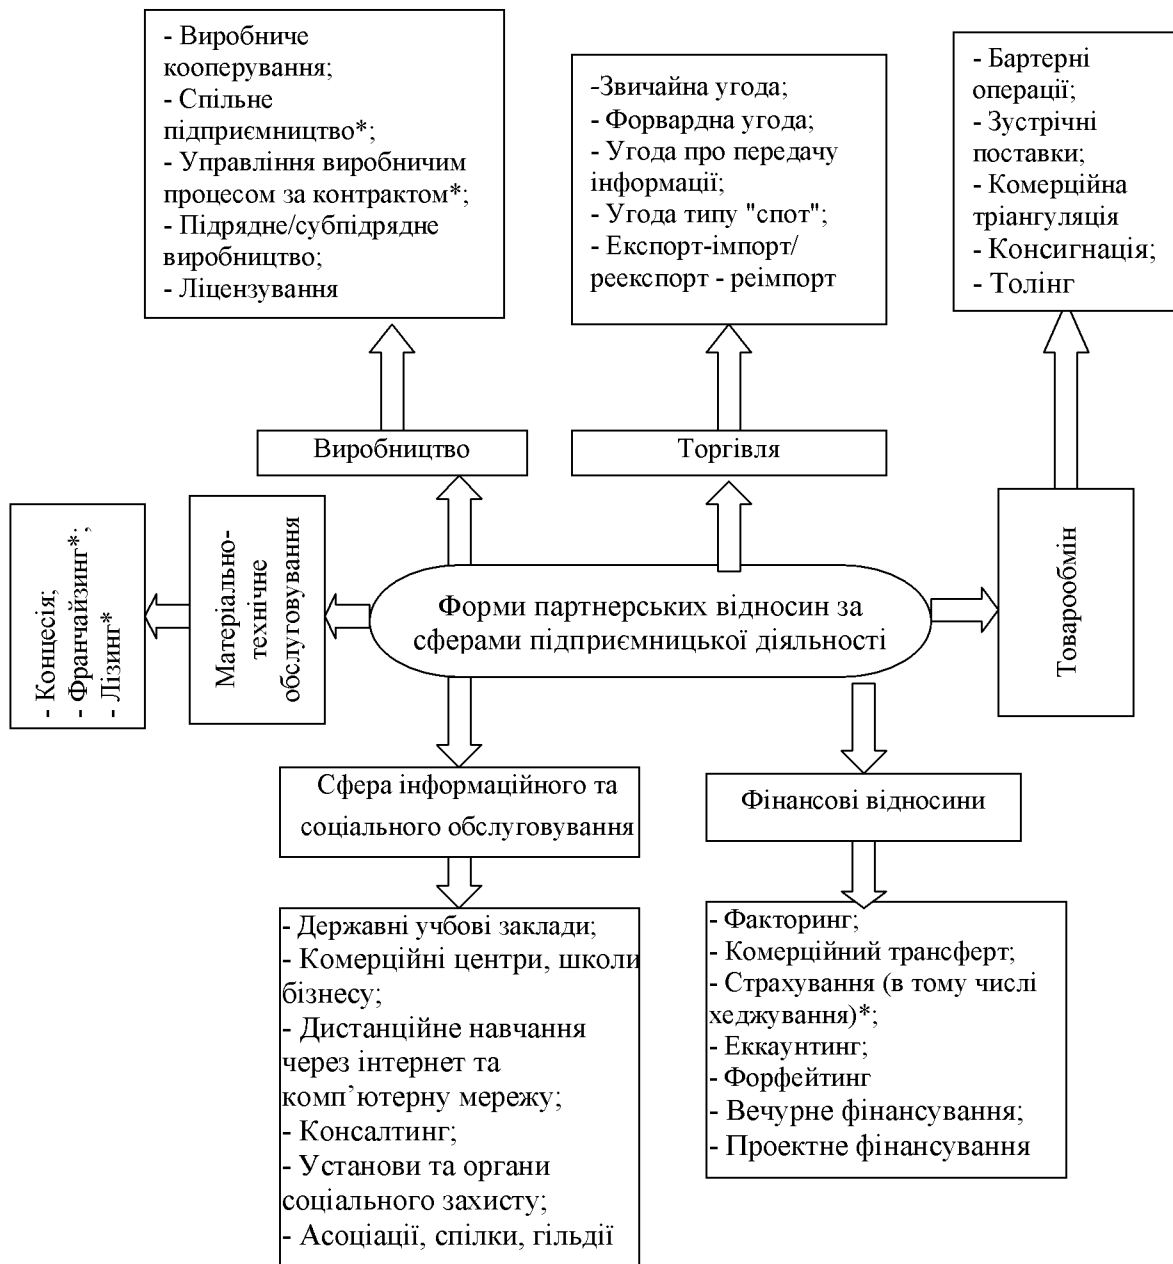 - Виробниче
кооперування;
- Спільне
підприємництво*;
- Управління виробничим
процесом за контрактом*;
- Підрядне/субпідрядне
виробництво;
- Ліцензування
-Звичайна угода;
- Форвардна угода;
- Угода про передачу
інформації;
- Угода типу "спот";
- Експорт-імпорт/
реекспорт - реімпорт
- Бартерні
операції;
- Зустрічні
поставки;
- Комерційна
тріангуляція
- Консигнація;
- Толінг
Виробництво
Торгівля
- Концесія;
- Франчайзинг*;
- Лізинг*
Матеріально-
технічне
обслуговування
Форми партнерських відносин за
сферами підприємницької діяльності
Товарообмін
Сфера інформаційного та
соціального обслуговування
Фінансові відносини
- Державні учбові заклади;
- Комерційні центри, школи
бізнесу;
- Дистанційне навчання
через інтернет та
комп’ютерну мережу;
- Консалтинг;
- Установи та органи
соціального захисту;
- Асоціації, спілки, гільдії
- Факторинг;
- Комерційний трансферт;
- Страхування (в тому числі
хеджування)*;
- Еккаунтинг;
- Форфейтинг
- Вечурне фінансування;
- Проектне фінансування